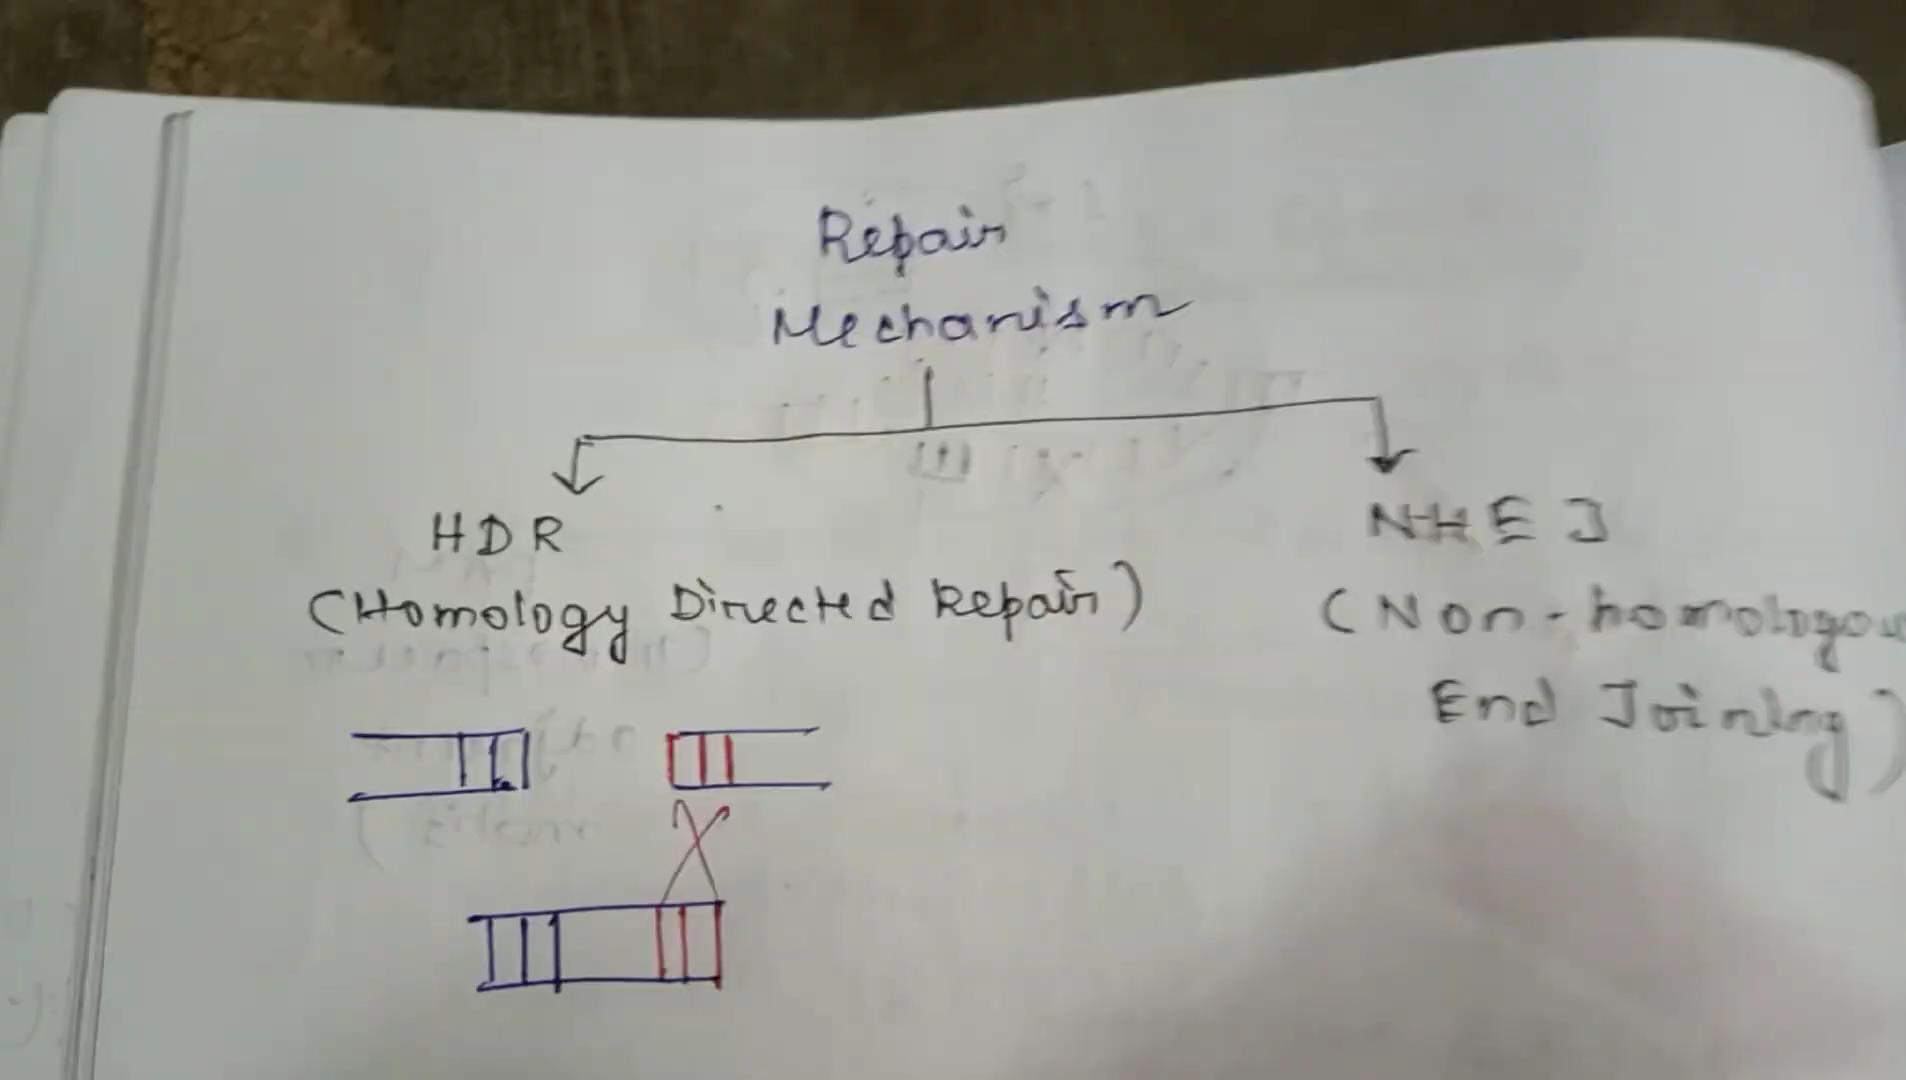 Repair
Mechanism
HDR
NHEJ
(Homology Directed Repair)
(Non-homologou
End Joining)